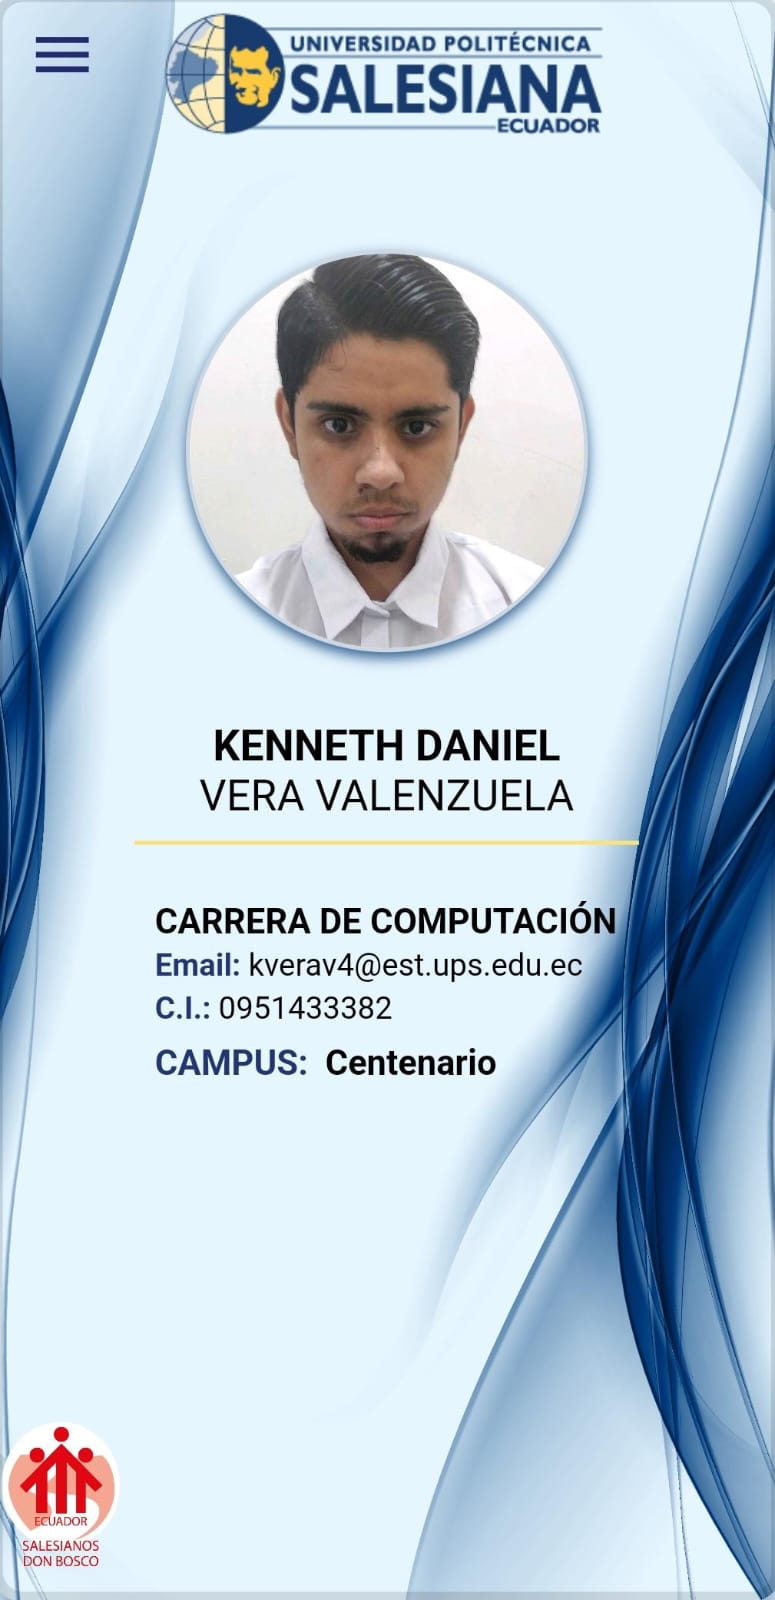 UNIVERSIDAD POLITÉCNICA
SALESIANA
ECUADOR
KENNETH DANIEL
VERA VALENZUELA
CARRERA DE COMPUTACIÓN
Email: kverav4@est.ups.edu.ec
C.I.: 0951433382
CAMPUS: Centenario
ECUADOR
SALESIANOS
DON BOSCO